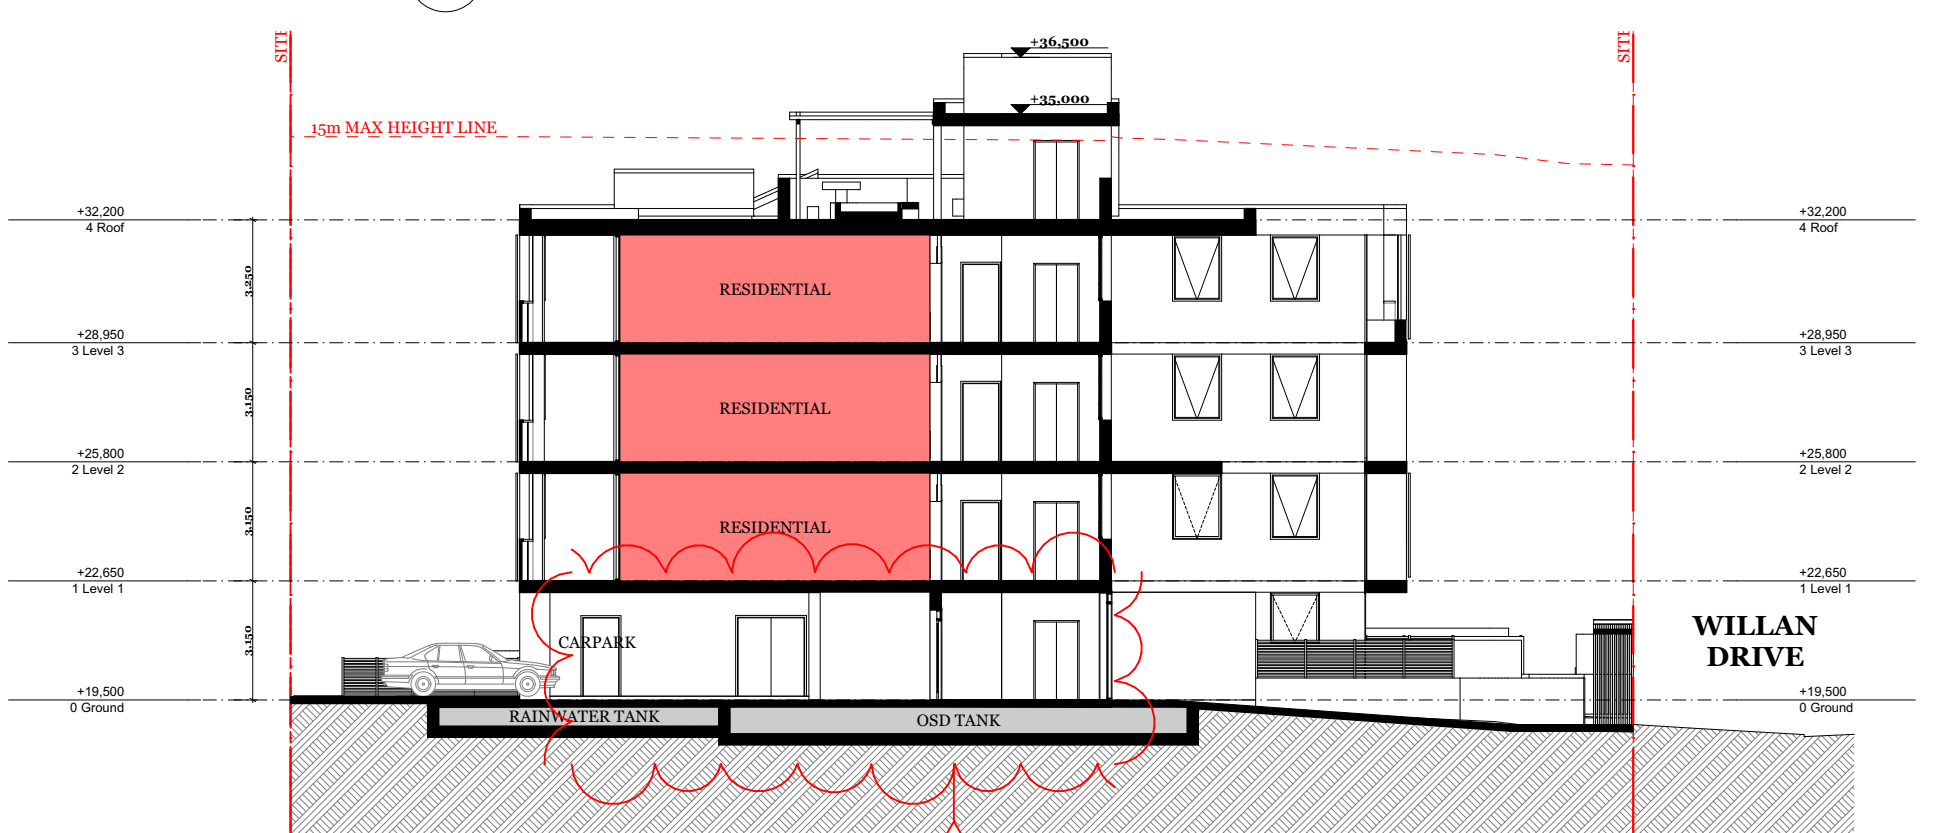 SITE
SITE
+36,500
+35,000
15m MAX HEIGHT LINE
+32,200
4 Roof
+32,200
4 Roof
3,250
RESIDENTIAL
+28,950
3 Level 3
+28,950
3 Level 3
3,150
RESIDENTIAL
+25,800
2 Level 2
+25,800
2 Level 2
3,150
RESIDENTIAL
+22,650
1 Level 1
+22,650
1 Level 1
3,150
CARPARK
WILLAN
DRIVE
+19,500
0 Ground
+19,500
0 Ground
RAINWATER TANK
OSD TANK